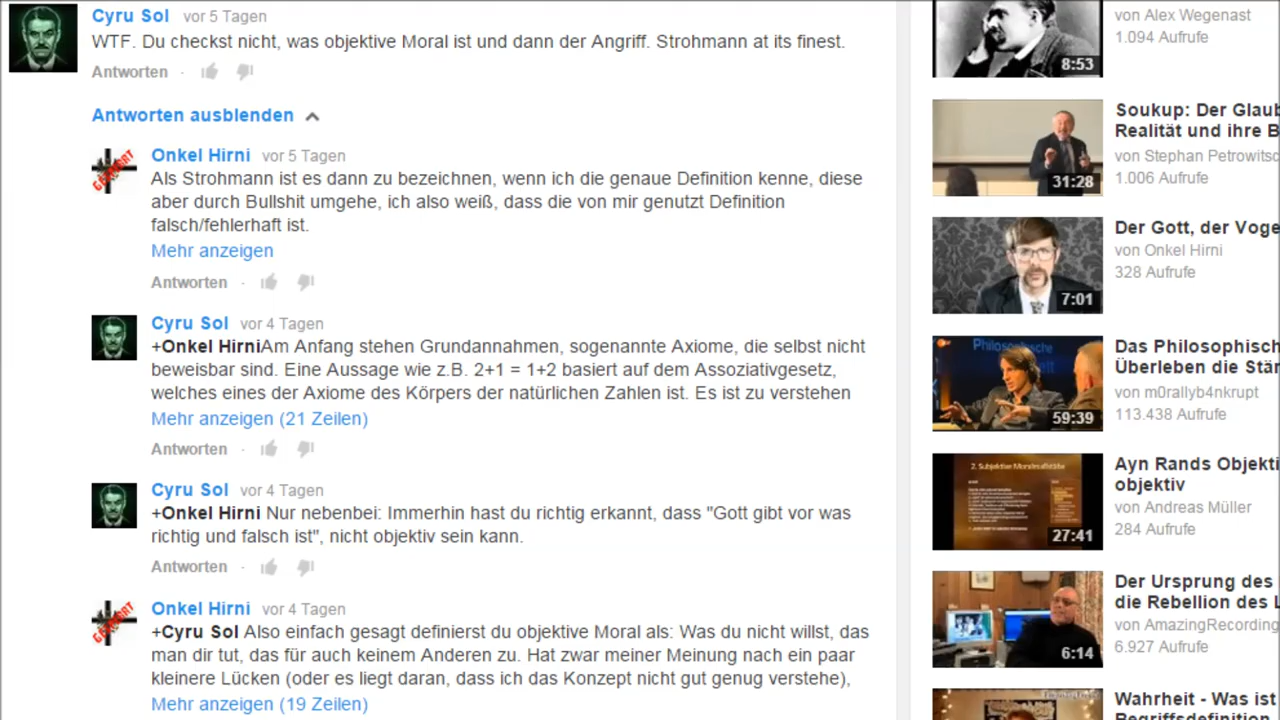 Cyru Sol vor 5 Tagen
WTF. Du checkst nicht, was objektive Moral ist und dann der Angriff. Strohmann at its finest.
Antworten ·
Antworten ausblenden
Onkel Hirni vor 5 Tagen
Als Strohmann ist es dann zu bezeichnen, wenn ich die genaue Definition kenne, diese
aber durch Bullshit umgehe, ich also weiß, dass die von mir genutzt Definition
falsch/fehlerhaft ist.
Mehr anzeigen
Antworten ·
Cyru Sol vor 4 Tagen
+Onkel HirniAm Anfang stehen Grundannahmen, sogenannte Axiome, die selbst nicht
beweisbar sind. Eine Aussage wie z.B. 2+1 = 1+2 basiert auf dem Assoziativgesetz,
welches eines der Axiome des Körpers der natürlichen Zahlen ist. Es ist zu verstehen
Mehr anzeigen (21 Zeilen)
Antworten ·
Cyru Sol vor 4 Tagen
+Onkel Hirni Nur nebenbei: Immerhin hast du richtig erkannt, dass "Gott gibt vor was
richtig und falsch ist", nicht objektiv sein kann.
Antworten ·
Onkel Hirni vor 4 Tagen
+Cyru Sol Also einfach gesagt definierst du objektive Moral als: Was du nicht willst, das
man dir tut, das für auch keinem Anderen zu. Hat zwar meiner Meinung nach ein paar
kleinere Lücken (oder es liegt daran, dass ich das Konzept nicht gut genug verstehe),
Mehr anzeigen (19 Zeilen)
von Alex Wegenast
1.094 Aufrufe
8:53
Soukup: Der Glaub
Realität und ihre B
von Stephan Petrowitsc
1.006 Aufrufe
31:28
Der Gott, der Voge
von Onkel Hirni
328 Aufrufe
7:01
Das Philosophisch
Überleben die Stär
von m0rallyb4nkrupt
113.438 Aufrufe
Philosophische
59:39
Ayn Rands Objekti
objektiv
von Andreas Müller
284 Aufrufe
2. Subjektive Moralmaßstäbe
27:41
Der Ursprung des
die Rebellion des L
von AmazingRecording
6.927 Aufrufe
6:14
Wahrheit - Was ist
Begriffsdefinition